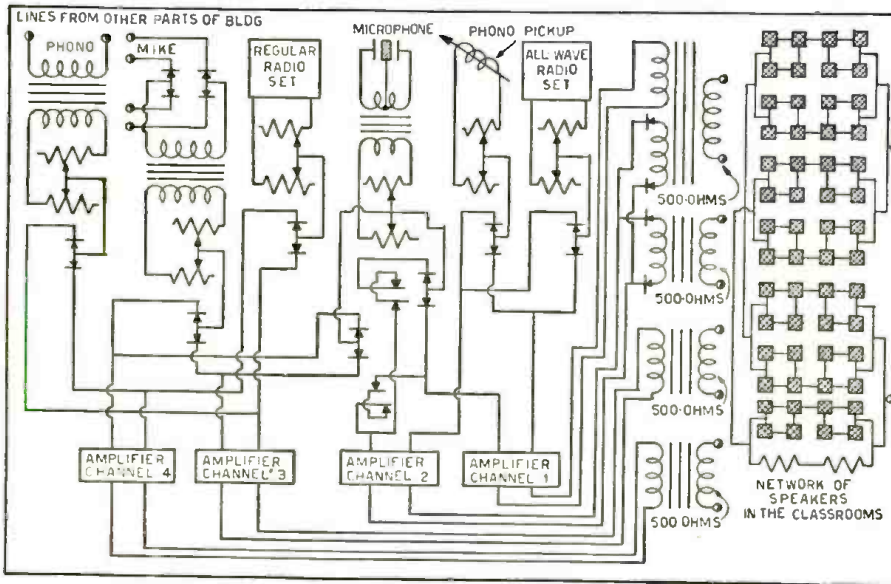 LINES FROM OTHER PARTS OF BLDG
PHONO
MIKE
REGULAR
RADIO SET
MICROPHONE
PHONO PICKUP
ALL-WAVE
RADIO
SET
500-OHMS
500-OHMS
500-OHMS
500-OHMS
AMPLIFIER
CHANNEL 4
AMPLIFIER
CHANNEL 3
AMPLIFIER
CHANNEL 2
AMPLIFIER
CHANNEL 1
NETWORK OF
SPEAKERS
IN THE CLASSROOMS